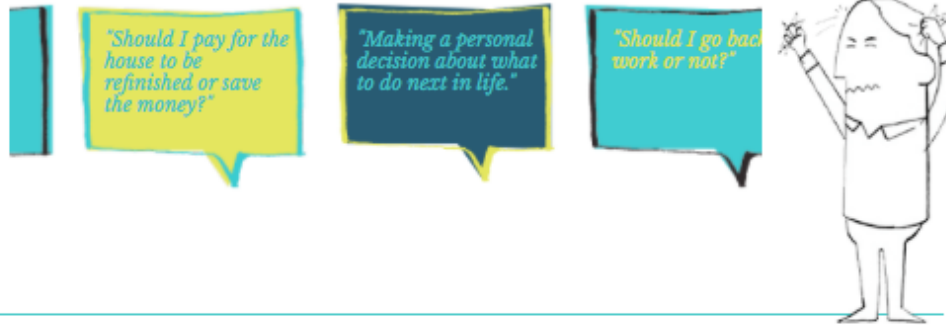 "Should I pay for the
house to be
refinished or save
the money?"
"Making a personal
decision about what
to do next in life."
"Should I go back
work or not?"